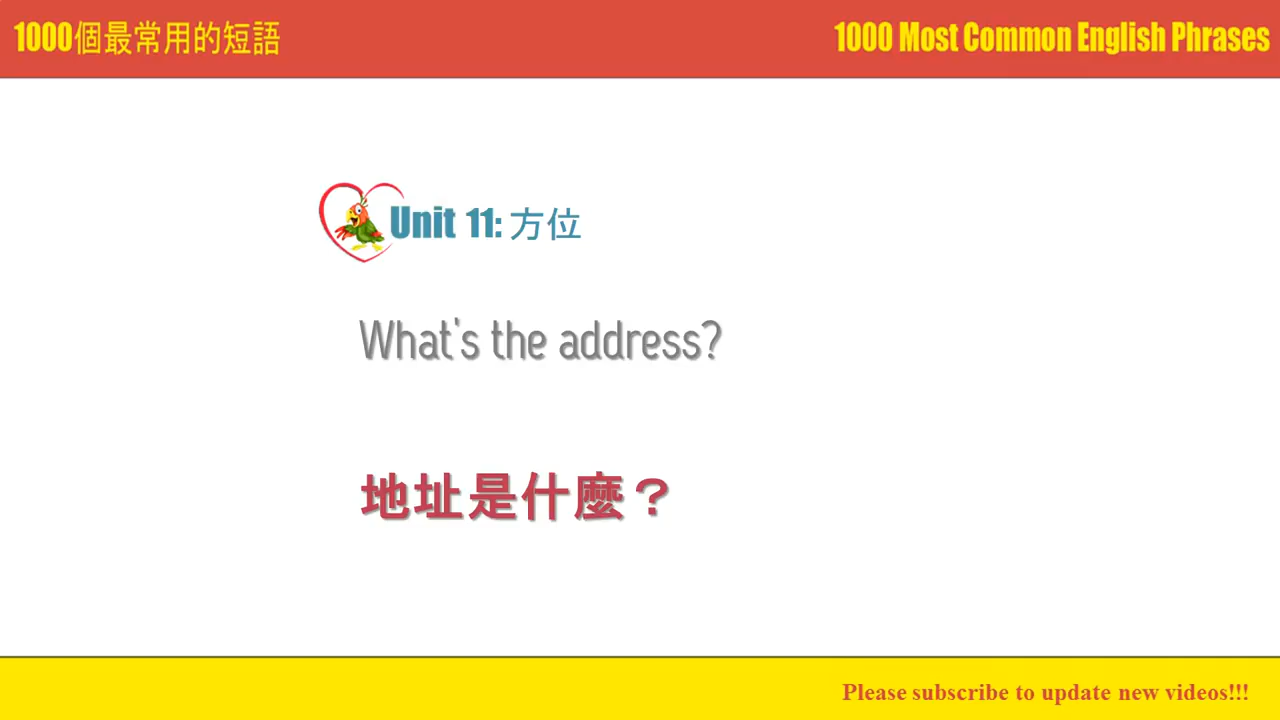 1000個最常用的短語
1000 Most Common English Phrases
Unit 11: 方位
What's the address?
地址是什麼？
Please subscribe to update new videos!!!